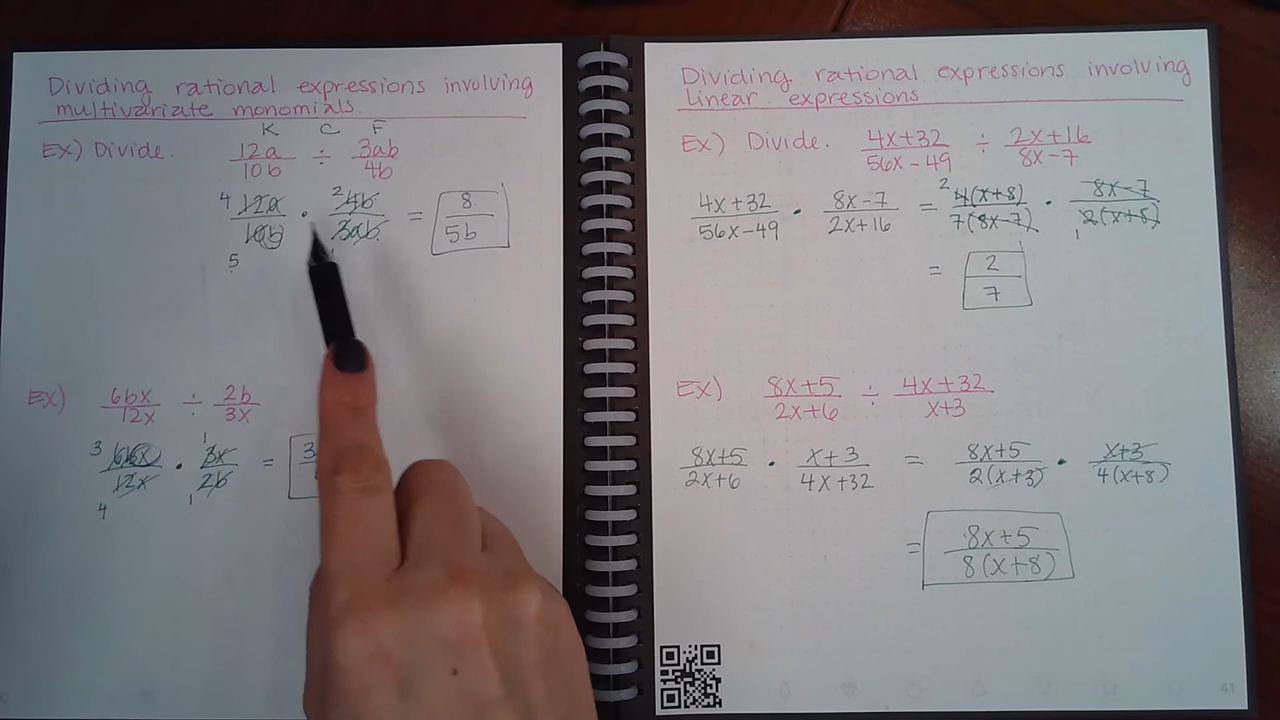 Dividing rational expressions involving
multivariate monomials.
K C F
Ex) Divide. 12a/10b ÷ 3ab/4b
4 12a/10b 5 · 2 4b/3ab 1 = 8/5b
Ex) 6bx/12x ÷ 2b/3x
3 6bx/12x 4 · 1 3x/2b 1 = 3
Dividing rational expressions involving
linear expressions
Ex) Divide. 4x+32/56x-49 ÷ 2x+16/8x-7
4x+32/56x-49 · 8x-7/2x+16 = 2 4(x+8)/7(8x-7) · 8x-7/2(x+8) 1
= 2/7
Ex) 8x+5/2x+6 ÷ 4x+32/x+3
8x+5/2x+6 · x+3/4x+32 = 8x+5/2(x+3) · x+3/4(x+8)
= 8x+5/8(x+8)
41